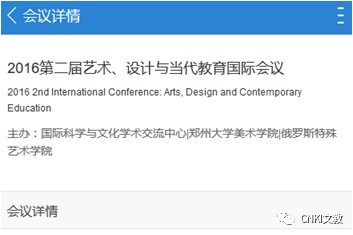 会议详情
2016第二届艺术、设计与当代教育国际会议
2016 2nd International Conference: Arts, Design and Contemporary
Education
主办：国际科学与文化学术交流中心|郑州大学美术学院|俄罗斯特殊
艺术学院
会议详情
CNKI文教